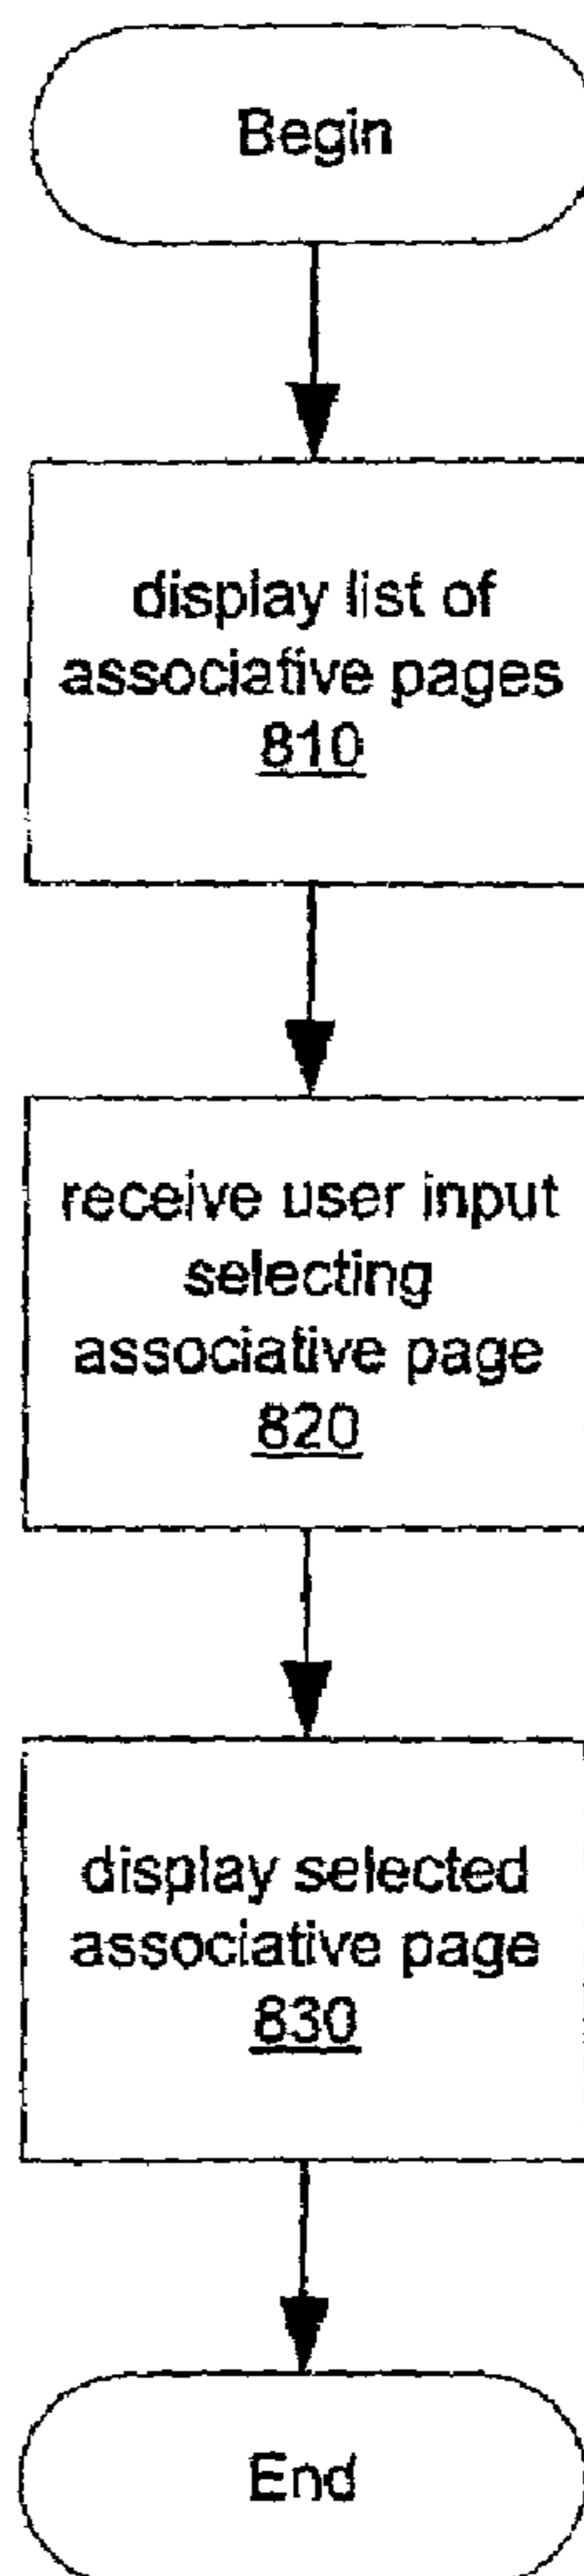 Begin
display list of
associative pages
810
receive user input
selecting
associative page
820
display selected
associative page
830
End